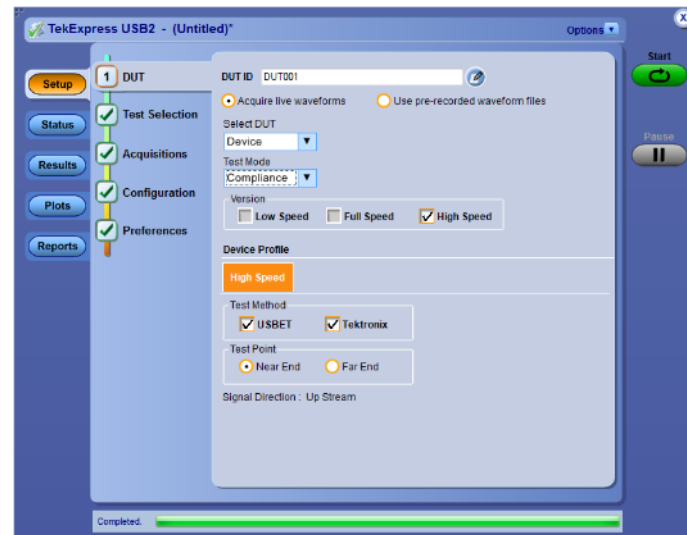 TekExpress USB2 - (Untitled)*
Options
X
Start
Setup
Status
Results
Plots
Reports
1 DUT
Test Selection
Acquisitions
Configuration
Preferences
DUT ID DUT001
Acquire live waveforms Use pre-recorded waveform files
Select DUT
Device
Test Mode
Compliance
Version
Low Speed Full Speed High Speed
Device Profile
High Speed
Test Method
USBET Tektronix
Test Point
Near End Far End
Signal Direction : Up Stream
Pause
Completed.